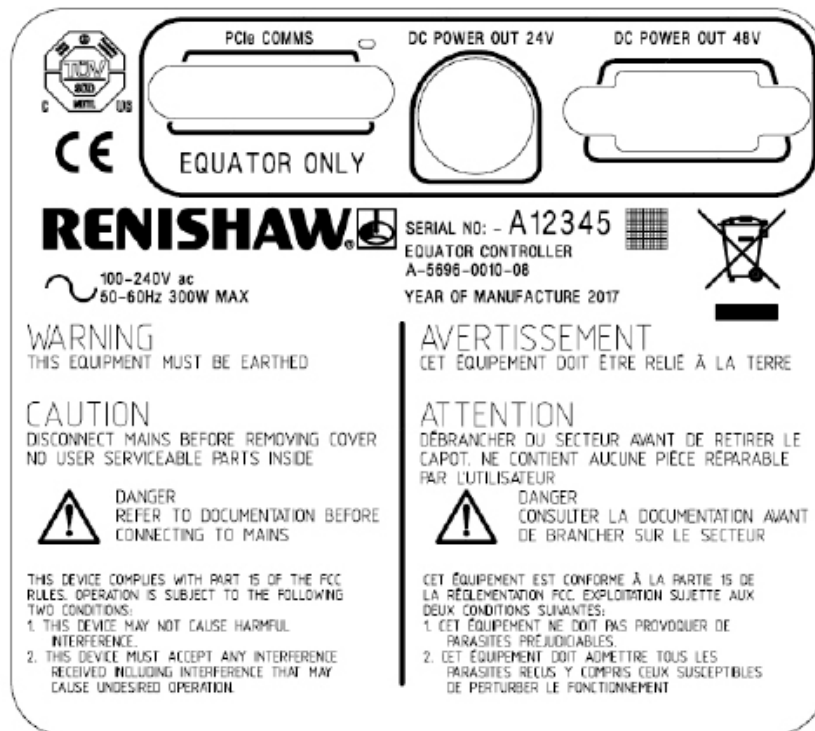 PCIe COMMS
DC POWER OUT 24V
DC POWER OUT 48V
TÜV
SÜD
C US
CE
EQUATOR ONLY
RENISHAW
SERIAL NO: - A12345
EQUATOR CONTROLLER
A-5696-0010-08
100-240V ac
50-60Hz 300W MAX
YEAR OF MANUFACTURE 2017
WARNING
THIS EQUIPMENT MUST BE EARTHED
CAUTION
DISCONNECT MAINS BEFORE REMOVING COVER
NO USER SERVICEABLE PARTS INSIDE
DANGER
REFER TO DOCUMENTATION BEFORE
CONNECTING TO MAINS
THIS DEVICE COMPLIES WITH PART 15 OF THE FCC
RULES. OPERATION IS SUBJECT TO THE FOLLOWING
TWO CONDITIONS:
1. THIS DEVICE MAY NOT CAUSE HARMFUL
INTERFERENCE.
2. THIS DEVICE MUST ACCEPT ANY INTERFERENCE
RECEIVED INCLUDING INTERFERENCE THAT MAY
CAUSE UNDESIRED OPERATION.
AVERTISSEMENT
CET ÉQUIPEMENT DOIT ÊTRE RELIÉ À LA TERRE
ATTENTION
DÉBRANCHER DU SECTEUR AVANT DE RETIRER LE
CAPOT. NE CONTIENT AUCUNE PIÈCE RÉPARABLE
PAR L'UTILISATEUR
DANGER
CONSULTER LA DOCUMENTATION AVANT
DE BRANCHER SUR LE SECTEUR
CET ÉQUIPEMENT EST CONFORME À LA PARTIE 15 DE
LA RÉGLEMENTATION FCC. EXPLOITATION SUJETTE AUX
DEUX CONDITIONS SUIVANTES:
1. CET ÉQUIPEMENT NE DOIT PAS PROVOQUER DE
PARASITES PRÉJUDICIABLES.
2. CET ÉQUIPEMENT DOIT ADMETTRE TOUS LES
PARASITES REÇUS Y COMPRIS CEUX SUSCEPTIBLES
DE PERTURBER LE FONCTIONNEMENT